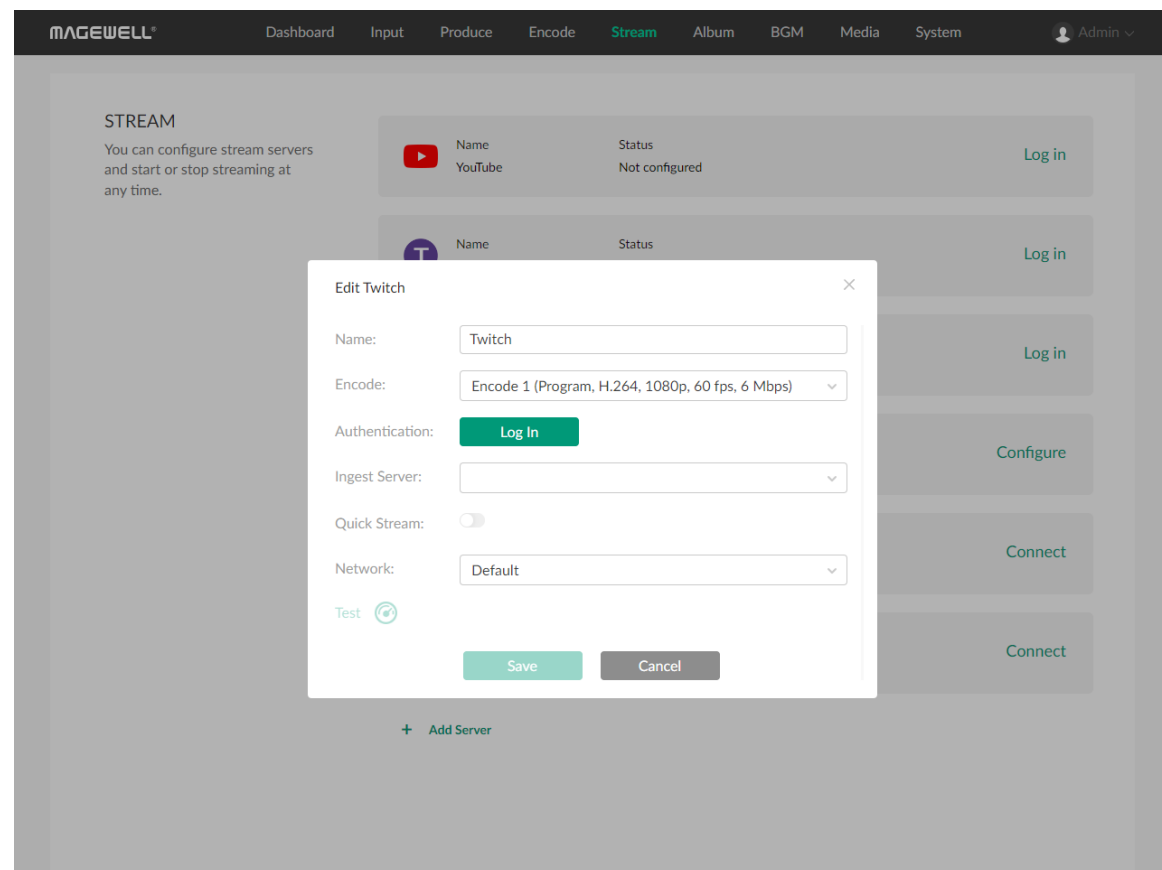 MAGEWELL®
Dashboard Input Produce Encode Stream Album BGM Media System Admin
STREAM
You can configure stream servers
and start or stop streaming at
any time.
Name Status
YouTube Not configured
Log in
T
Name Status
Log in
Log in
Configure
Connect
Connect
Edit Twitch
Name: Twitch
Encode: Encode 1 (Program, H.264, 1080p, 60 fps, 6 Mbps)
Authentication: Log In
Ingest Server:
Quick Stream:
Network: Default
Test
Save Cancel
+ Add Server